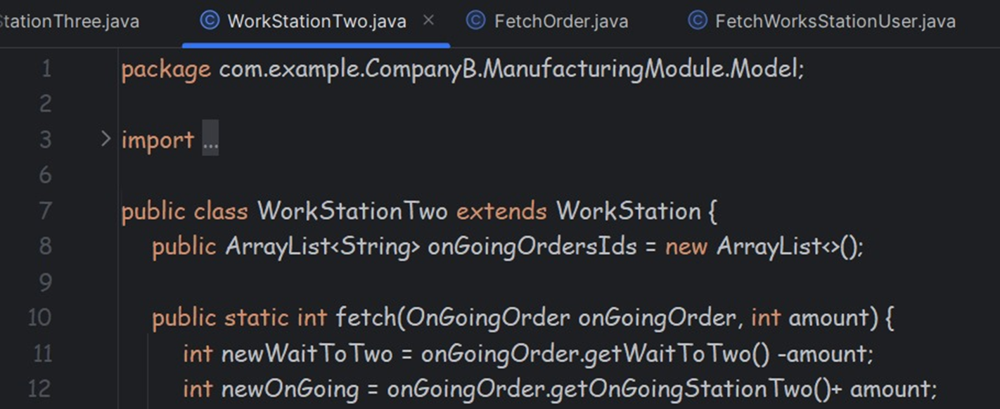 tationThree.java WorkStationTwo.java FetchOrder.java FetchWorksStationUser.java
1 package com.example.CompanyB.ManufacturingModule.Model;
2
3 import ...
6
7 public class WorkStationTwo extends WorkStation {
8 public ArrayList<String> onGoingOrdersIds = new ArrayList<>();
9
10 public static int fetch(OnGoingOrder onGoingOrder, int amount) {
11 int newWaitToTwo = onGoingOrder.getWaitToTwo() -amount;
12 int newOnGoing = onGoingOrder.getOnGoingStationTwo()+ amount;